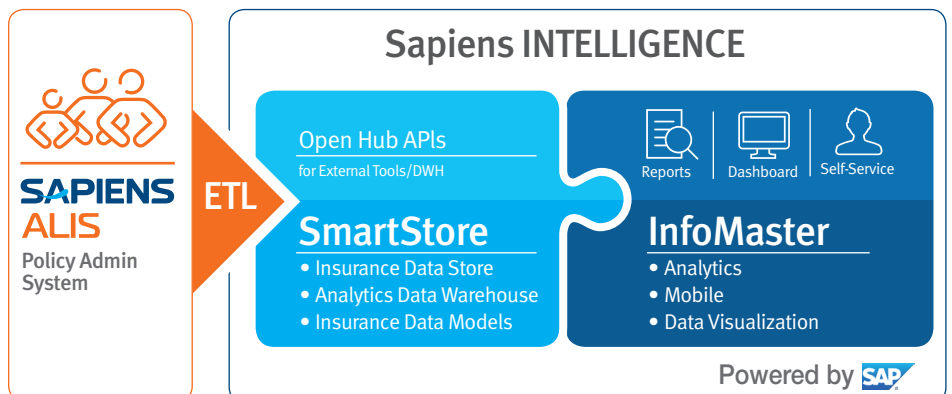 Sapiens INTELLIGENCE
SAPIENS
ALIS
Policy Admin
System
ETL
Open Hub APIs
for External Tools/DWH
SmartStore
• Insurance Data Store
• Analytics Data Warehouse
• Insurance Data Models
Reports
Dashboard
Self-Service
InfoMaster
• Analytics
• Mobile
• Data Visualization
Powered by SAP